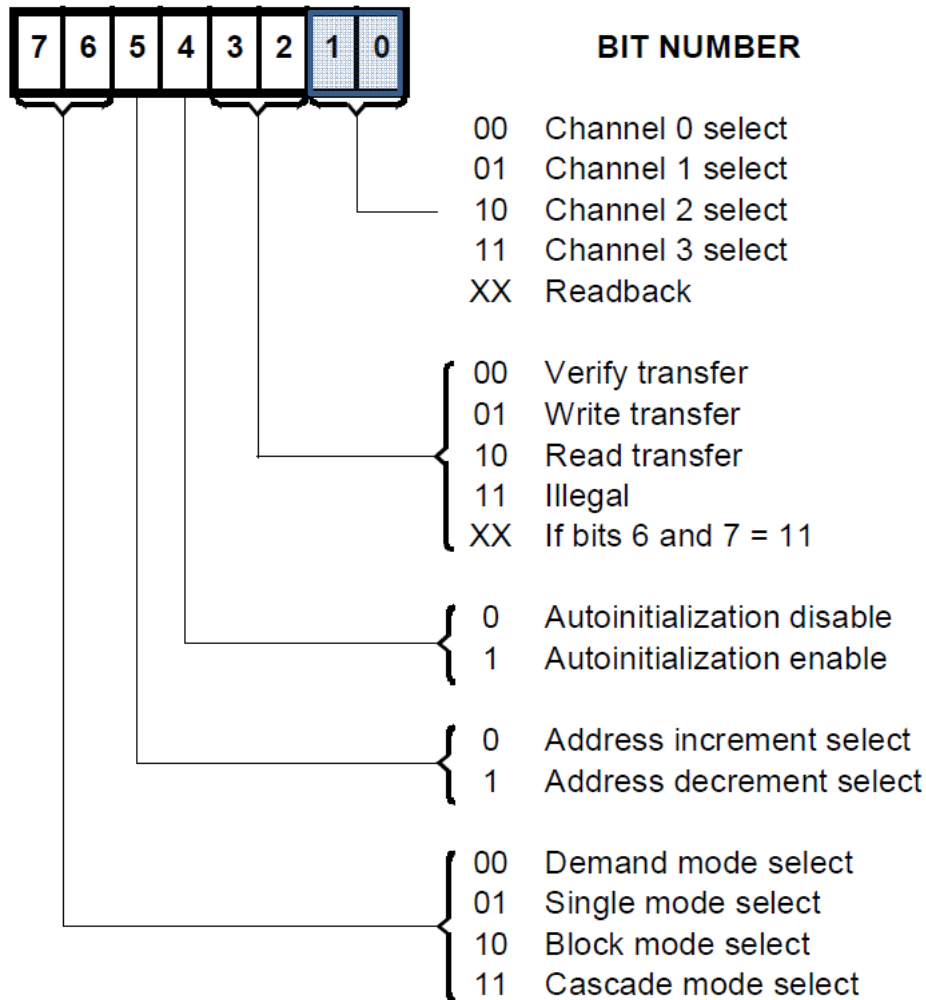 7 6 5 4 3 2 1 0 BIT NUMBER
00 Channel 0 select
01 Channel 1 select
10 Channel 2 select
11 Channel 3 select
XX Readback
00 Verify transfer
01 Write transfer
10 Read transfer
11 Illegal
XX If bits 6 and 7 = 11
0 Autoinitialization disable
1 Autoinitialization enable
0 Address increment select
1 Address decrement select
00 Demand mode select
01 Single mode select
10 Block mode select
11 Cascade mode select